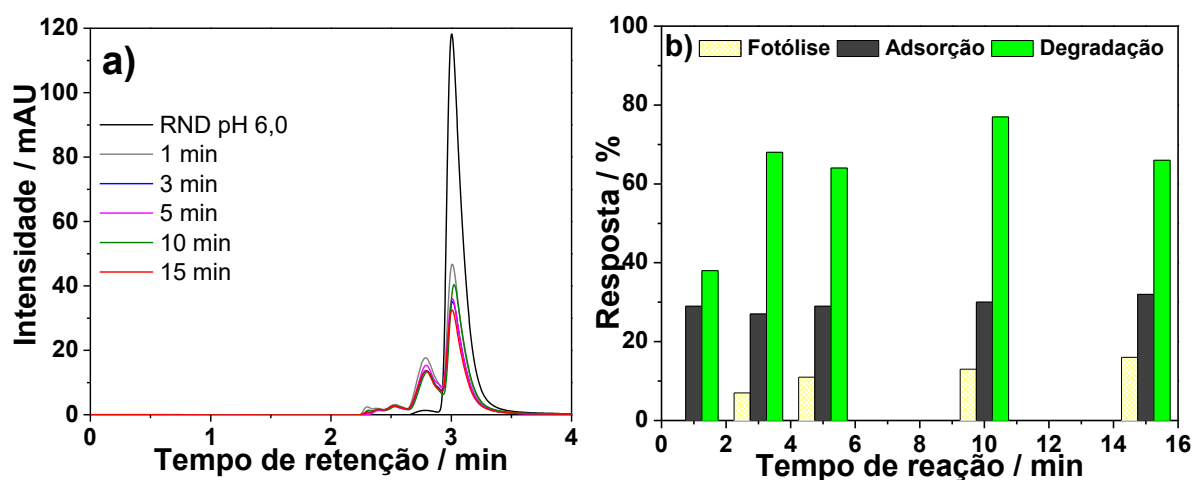 a)
Intensidade / mAU
120
100
80
60
40
20
0
RND pH 6,0
1 min
3 min
5 min
10 min
15 min
0 1 2 3 4
Tempo de retenção / min
b)
Fotólise Adsorção Degradação
Resposta / %
100
80
60
40
20
0
0 2 4 6 8 10 12 14 16
Tempo de reação / min